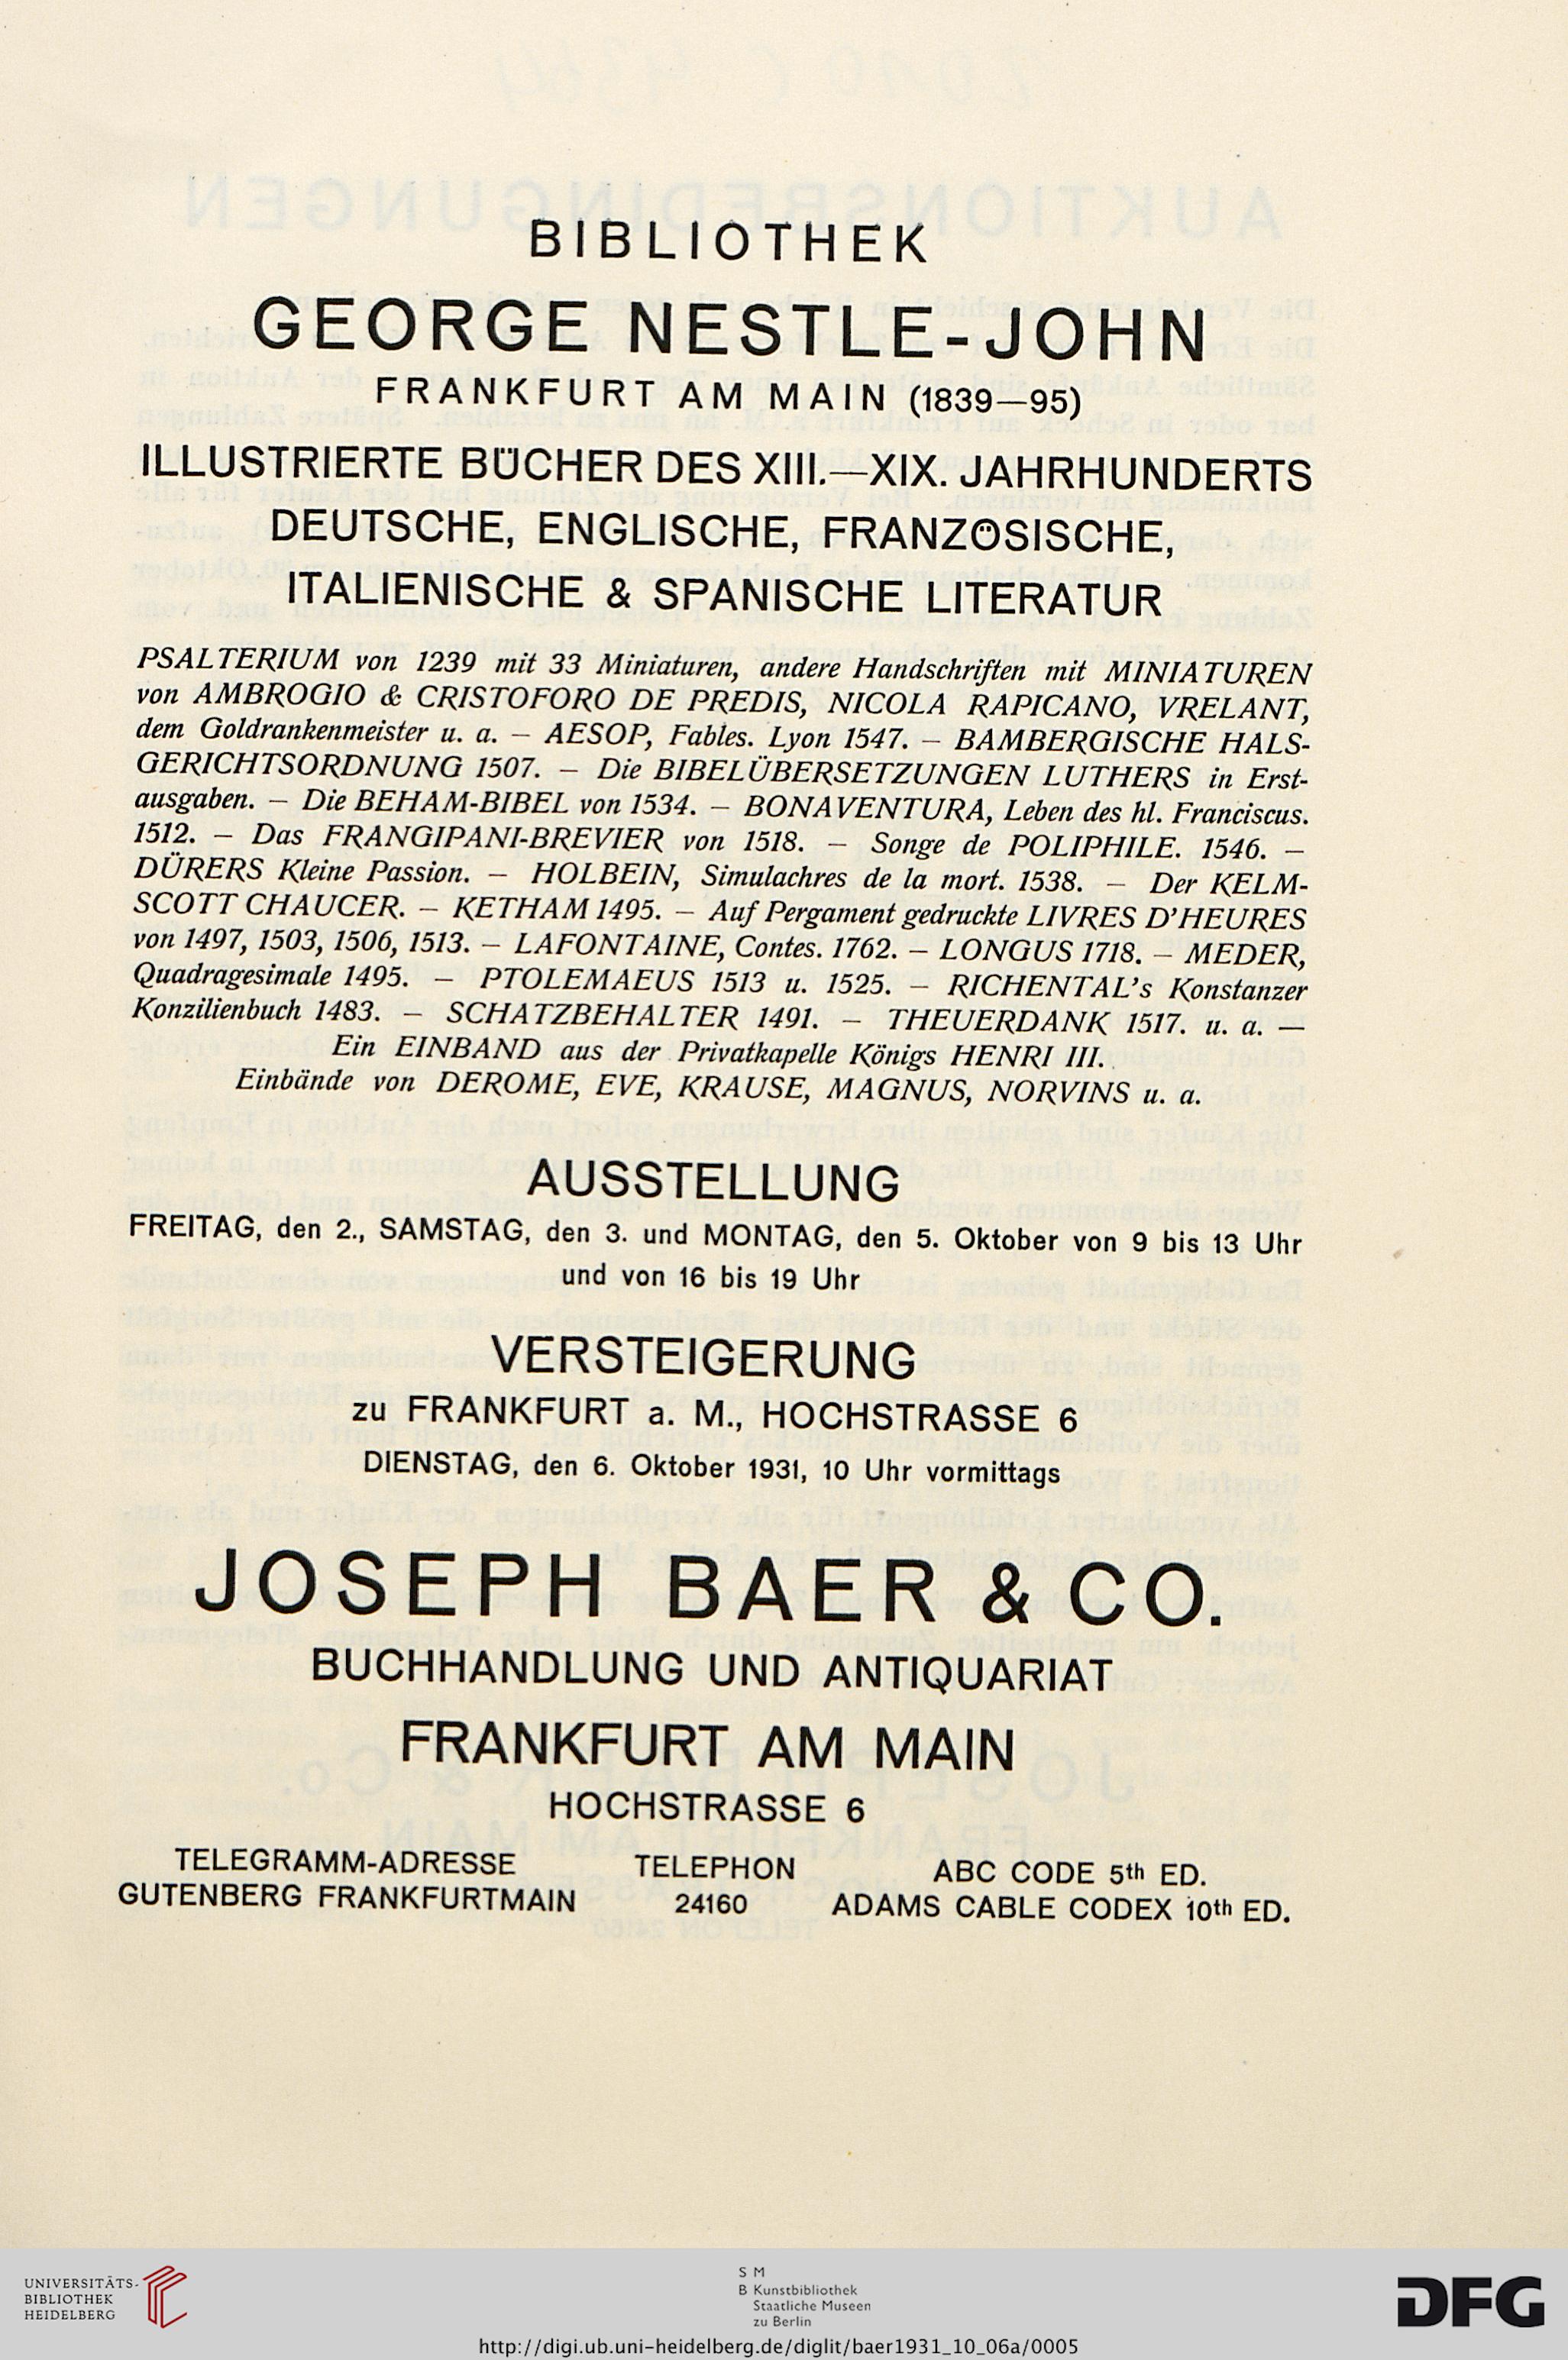 BIBLIOTHEK
GEORGE NESTLE-JOHN
FRANKFURT AM MAIN (1839—95)
ILLUSTRIERTE BÜCHER DES XIII.—XIX. JAHRHUNDERTS
DEUTSCHE, ENGLISCHE, FRANZÖSISCHE,
ITALIENISCHE & SPANISCHE LITERATUR
PSALTERIUM von 1239 mit 33 Miniaturen, andere Handschriften mit MINIATUREN
von AMBROGIO & CRISTOFORO DE PREDIS, NICOLA RAPICANO, VRELANT,
dem Goldrankenmeister u. a. — AESOP, Fables. Lyon 1547. — BAMBERGISCHE HALS-
GERICHTSORDNUNG 1507. — Die BIBELÜBERSETZUNGEN LUTHERS in Erst-
ausgaben. — Die BEHAM-BIBEL von 1534. — BONAVENTURA, Leben des hl. Franciscus.
1512. — Das FRANGIPANI-BREVIER von 1518. — Songe de POLIPHILE. 1546. —
DÜRERS Kleine Passion. — HOLBEIN, Simulachres de la mort. 1538. — Der KELM-
SCOTT CHAUCER. — KETHAM 1495. — Auf Pergament gedruckte LIVRES D'HEURES
von 1497, 1503, 1506, 1513. — LAFONTAINE, Contes. 1762. — LONGUS 1718. — MEDER,
Quadragesimale 1495. — PTOLEMAEUS 1513 u. 1525. — RICHENTAL's Konstanzer
Konzilienbuch 1483. — SCHATZBEHALTER 1491. — THEUERDANK 1517. u. a. —
Ein EINBAND aus der Privatkapelle Königs HENRI III.
Einbände von DEROME, EVE, KRAUSE, MAGNUS, NORVINS u. a.
AUSSTELLUNG
FREITAG, den 2., SAMSTAG, den 3. und MONTAG, den 5. Oktober von 9 bis 13 Uhr
und von 16 bis 19 Uhr
VERSTEIGERUNG
zu FRANKFURT a. M., HOCHSTRASSE 6
DIENSTAG, den 6. Oktober 1931, 10 Uhr vormittags
JOSEPH BAER & CO.
BUCHHANDLUNG UND ANTIQUARIAT
FRANKFURT AM MAIN
HOCHSTRASSE 6
TELEGRAMM-ADRESSE
GUTENBERG FRANKFURTMAIN
TELEPHON
24160
ABC CODE 5th ED.
ADAMS CABLE CODEX 10th ED.
UNIVERSITÄTS-
BIBLIOTHEK
HEIDELBERG
S M
B Kunstbibliothek
Staatliche Museen
zu Berlin
DFG
http://digi.ub.uni-heidelberg.de/diglit/baer1931_10_06a/0005